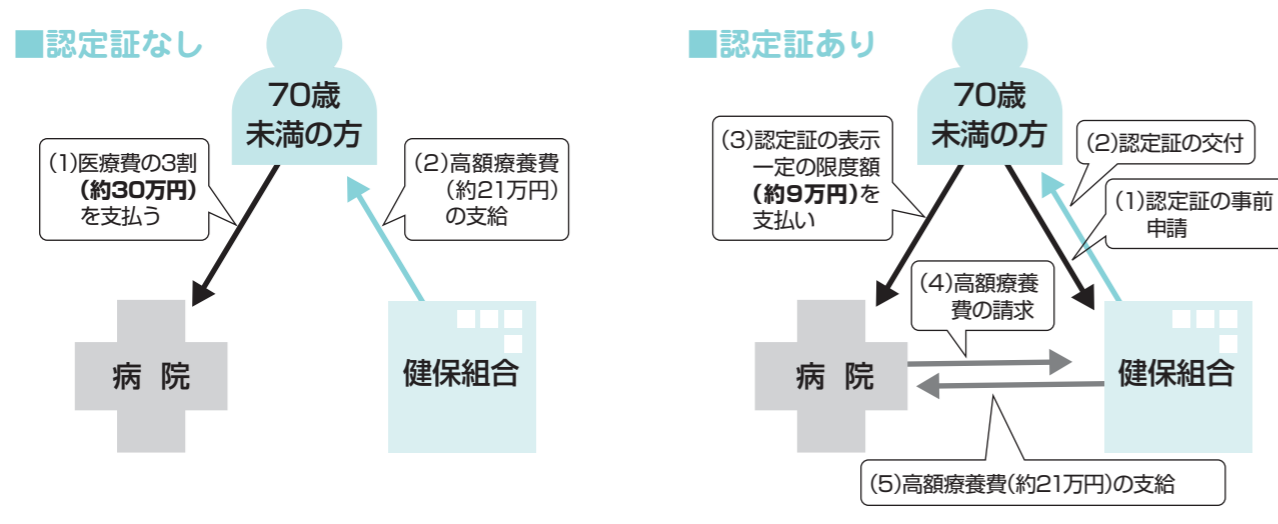 ■認定証なし
70歳
未満の方
(1)医療費の3割
(約30万円)
を支払う
(2)高額療養費
(約21万円)
の支給
病 院
健保組合
■認定証あり
70歳
未満の方
(3)認定証の表示
一定の限度額
(約9万円)を
支払い
(2)認定証の交付
(1)認定証の事前
申請
(4)高額療養
費の請求
病 院
健保組合
(5)高額療養費(約21万円)の支給